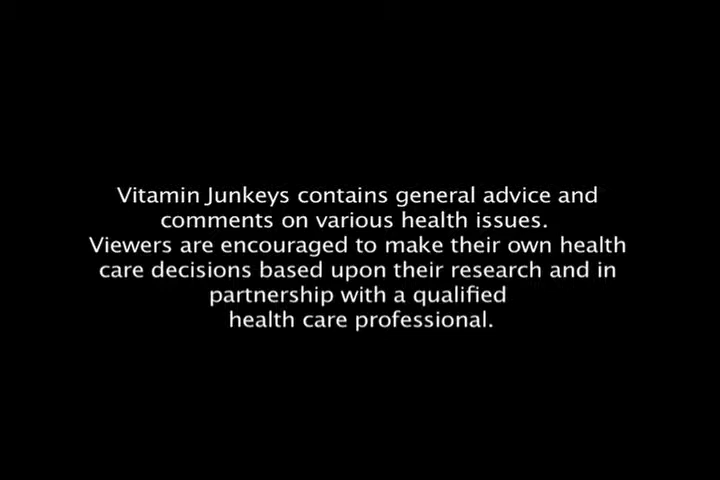 Vitamin Junkeys contains general advice and
comments on various health issues.
Viewers are encouraged to make their own health
care decisions based upon their research and in
partnership with a qualified
health care professional.